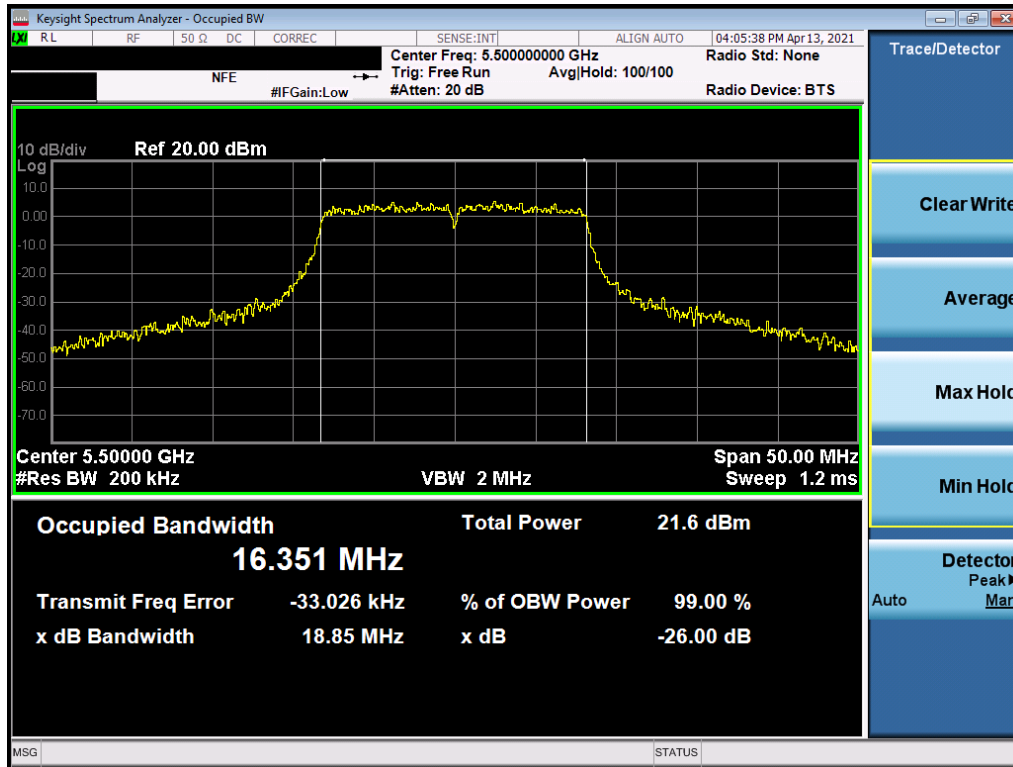 Keysight Spectrum Analyzer - Occupied BW
LXI RL RF 50 Ω DC CORREC SENSE:INT ALIGN AUTO 04:05:38 PM Apr 13, 2021
Center Freq: 5.500000000 GHz Radio Std: None
NFE Trig: Free Run Avg|Hold: 100/100
#IFGain:Low #Atten: 20 dB Radio Device: BTS
Trace/Detector
10 dB/div Ref 20.00 dBm
Log
10.0
0.00
-10.0
-20.0
-30.0
-40.0
-50.0
-60.0
-70.0
Center 5.50000 GHz Span 50.00 MHz
#Res BW 200 kHz VBW 2 MHz Sweep 1.2 ms
Occupied Bandwidth Total Power 21.6 dBm
16.351 MHz
Transmit Freq Error -33.026 kHz % of OBW Power 99.00 %
x dB Bandwidth 18.85 MHz x dB -26.00 dB
Clear Write
Average
Max Hold
Min Hold
Detector
Peak
Auto Man
MSG STATUS